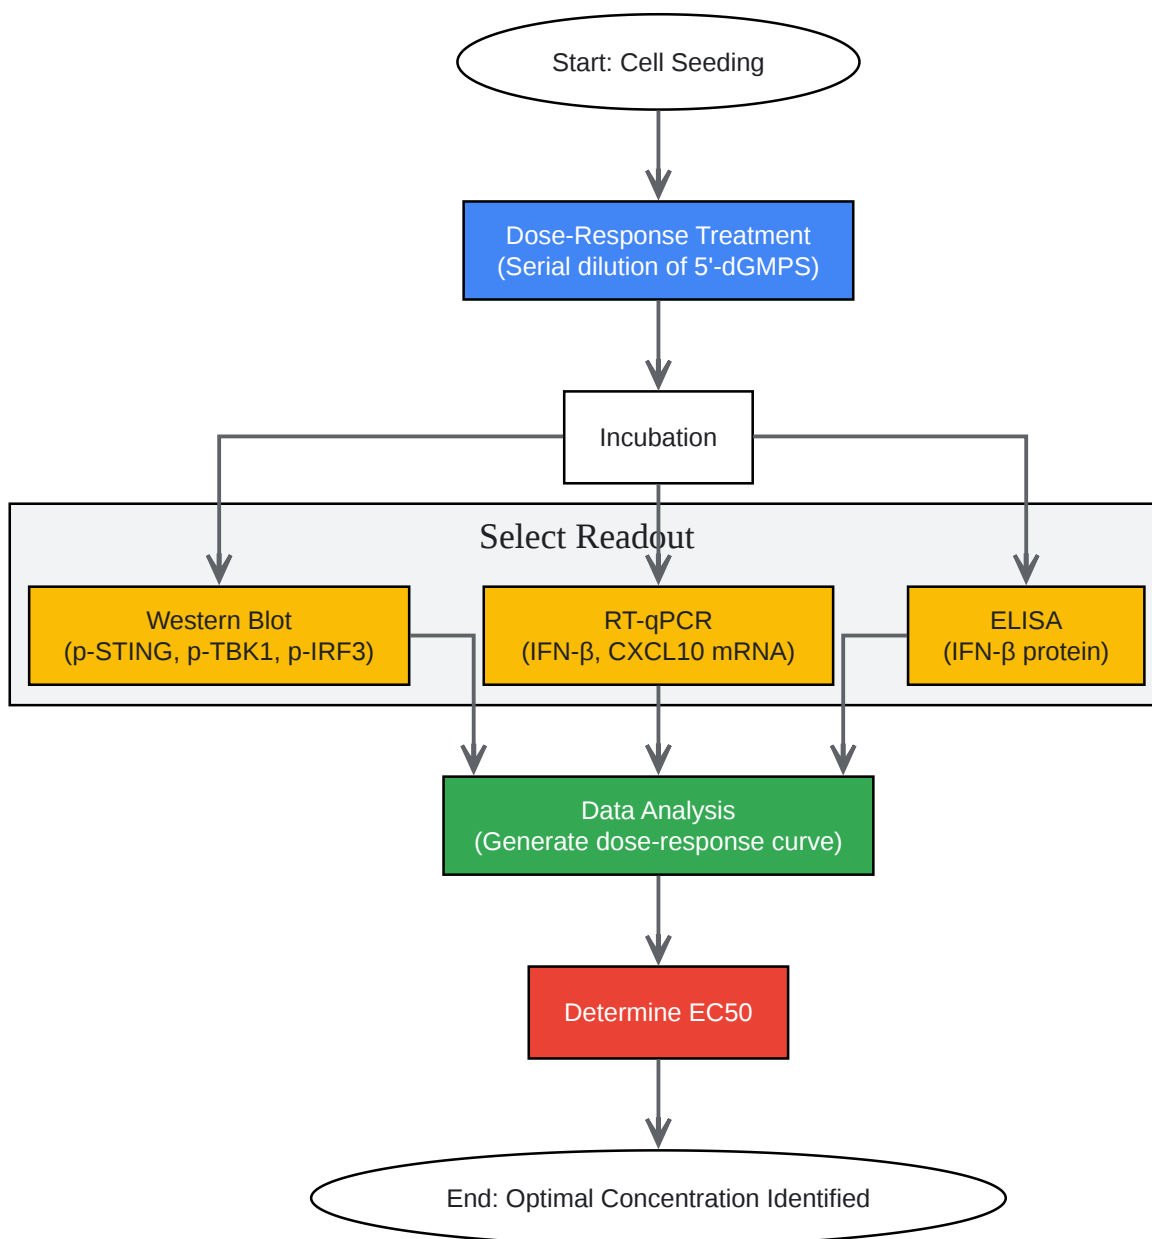 Start: Cell Seeding
Dose-Response Treatment
(Serial dilution of 5'-dGMPS)
Incubation
Select Readout
Western Blot
(p-STING, p-TBK1, p-IRF3)
RT-qPCR
(IFN-β, CXCL10 mRNA)
ELISA
(IFN-β protein)
Data Analysis
(Generate dose-response curve)
Determine EC50
End: Optimal Concentration Identified